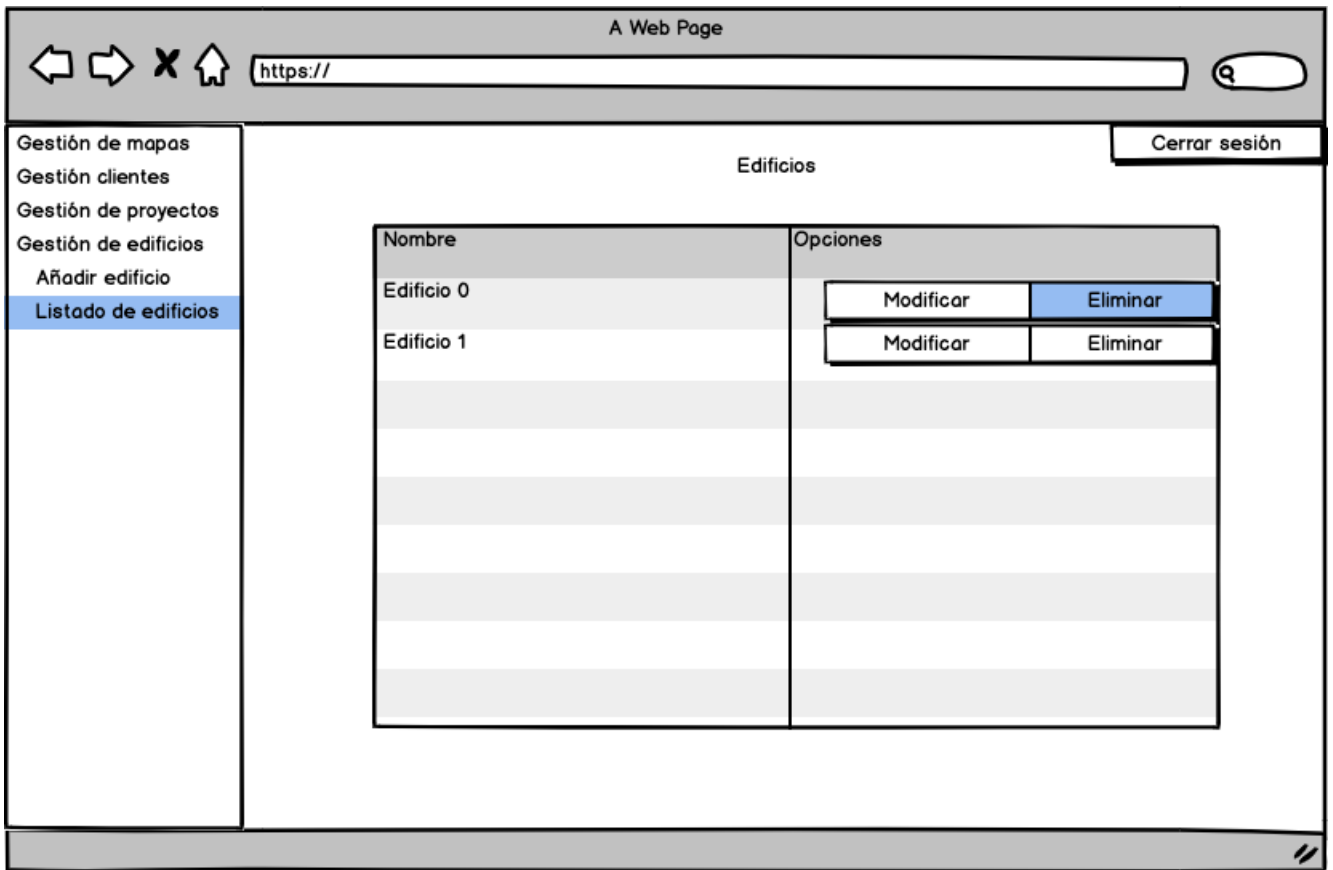 A Web Page
https://
Gestión de mapas
Gestión clientes
Gestión de proyectos
Gestión de edificios
Añadir edificio
Listado de edificios
Cerrar sesión
Edificios
Nombre Opciones
Edificio 0 Modificar Eliminar
Edificio 1 Modificar Eliminar